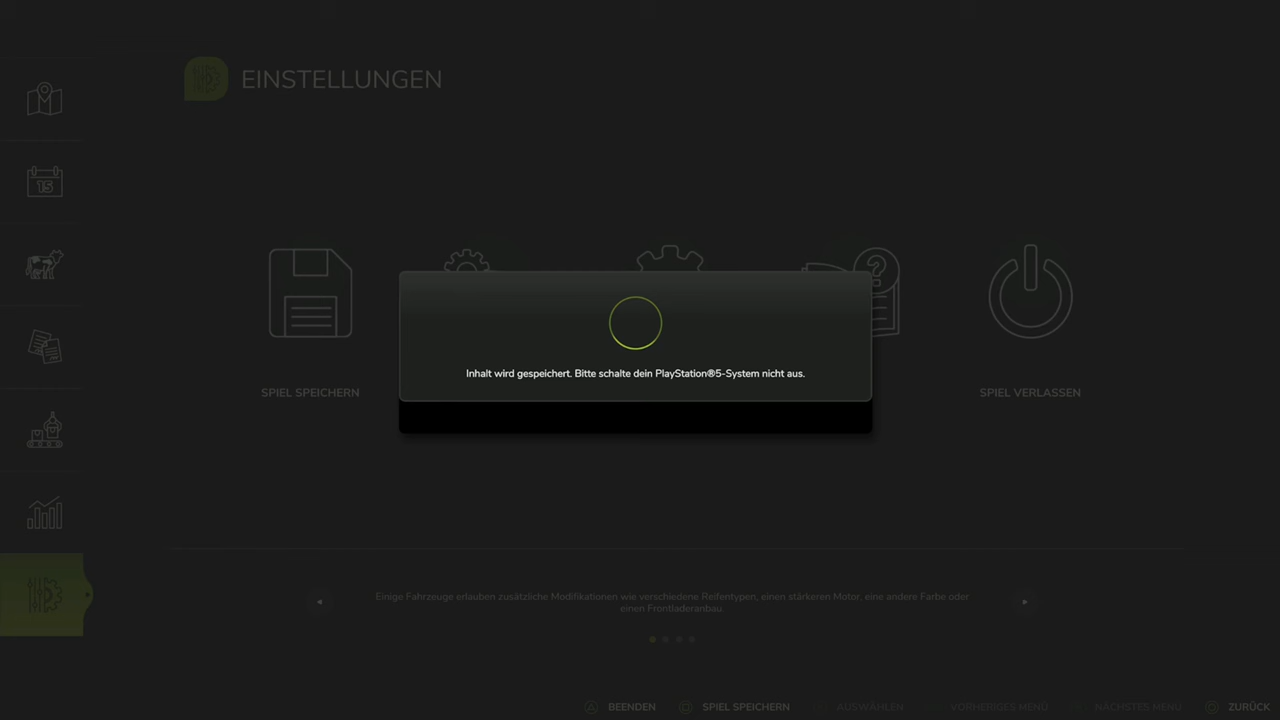 EINSTELLUNGEN
15
Inhalt wird gespeichert. Bitte schalte dein PlayStation®5-System nicht aus.
SPIEL SPEICHERN
SPIEL VERLASSEN
Einige Fahrzeuge erlauben zusätzliche Modifikationen wie verschiedene Reifentypen, einen stärkeren Motor, eine andere Farbe oder
einen Frontladeranbau
BEENDEN SPIEL SPEICHERN AUSWÄHLEN VORHERIGES MENÜ NÄCHSTES MENÜ ZURÜCK